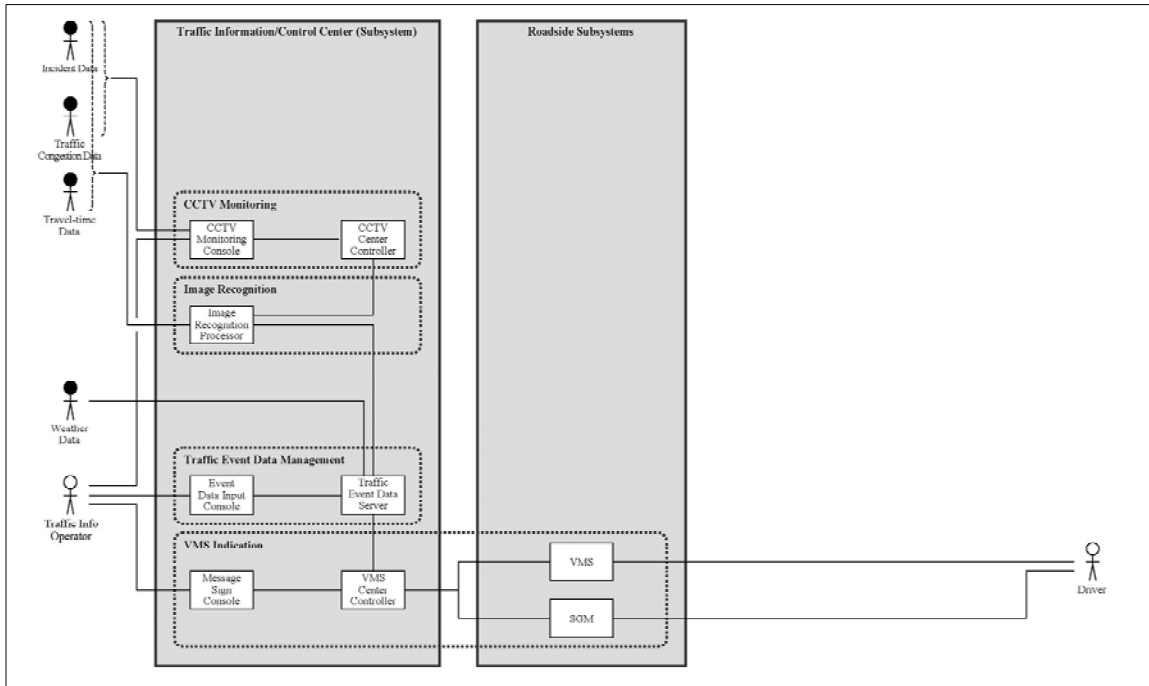 Traffic Information/Control Center (Subsystem)
Roadside Subsystems
Incident Data
Traffic
Congestion Data
Travel-time
Data
CCTV Monitoring
CCTV
Monitoring
Console
CCTV
Center
Controller
Image Recognition
Image
Recognition
Processor
Weather
Data
Traffic Event Data Management
Event
Data Input
Console
Traffic
Event Data
Server
Traffic Info
Operator
VMS Indication
VMS
Message
Sign
Console
VMS
Center
Controller
Driver
SGM